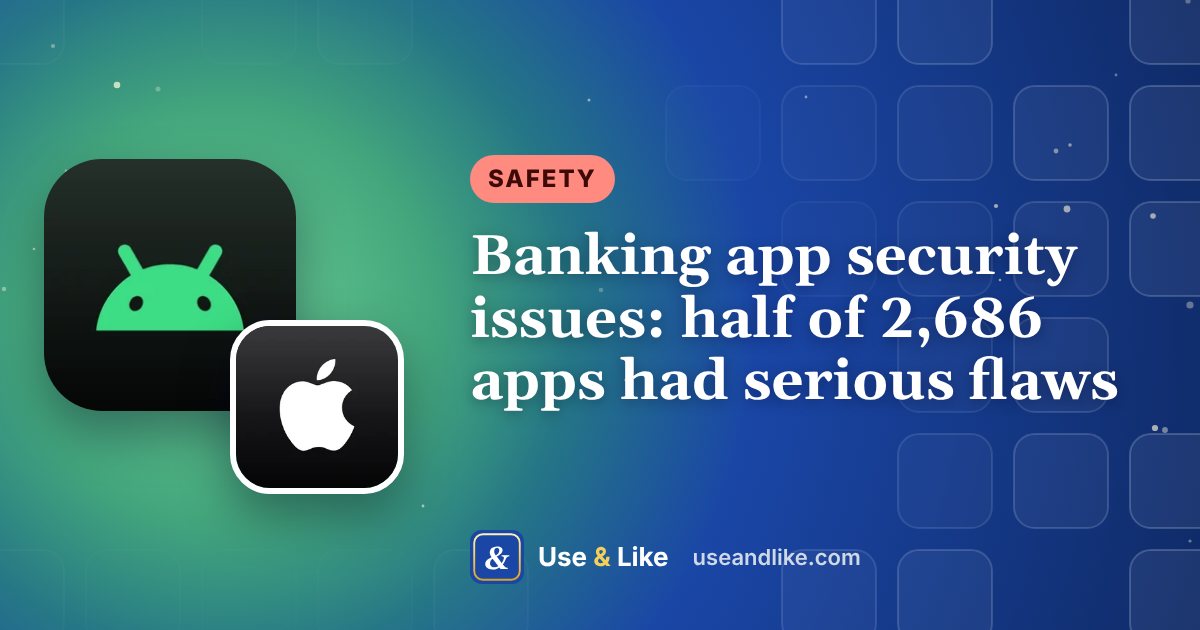 SAFETY
Banking app security
issues: half of 2,686
apps had serious flaws
& Use & Like useandlike.com